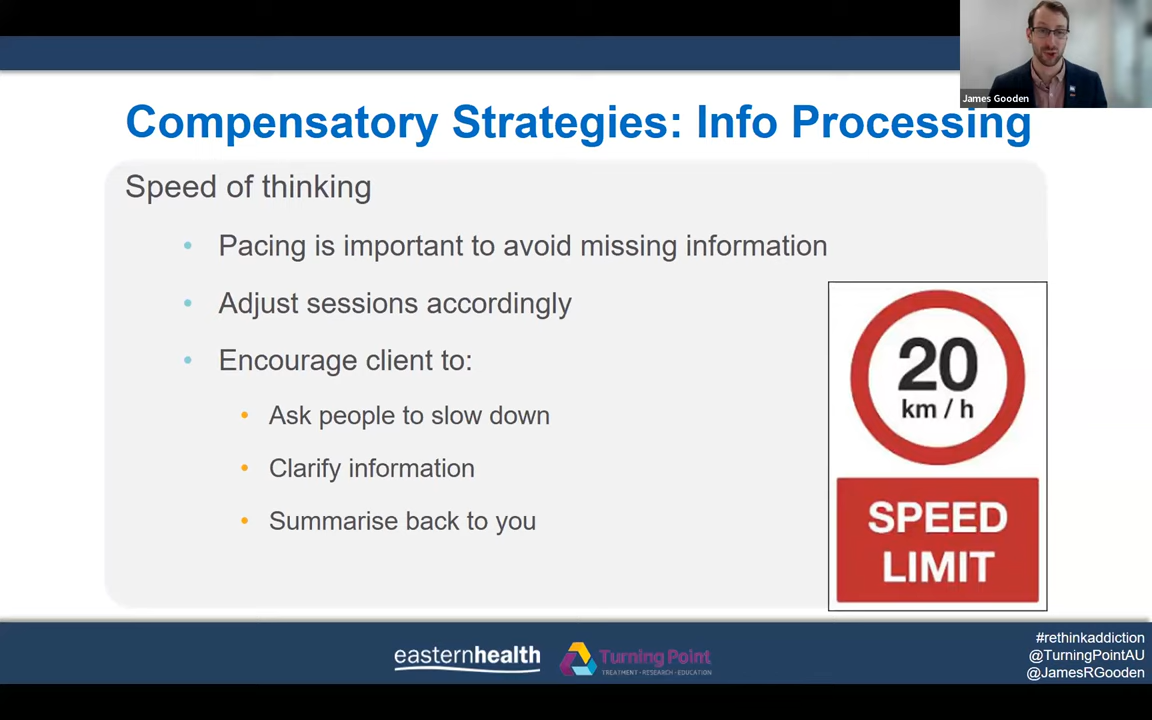 James Gooden
Compensatory Strategies: Info Processing
Speed of thinking
• Pacing is important to avoid missing information
• Adjust sessions accordingly
• Encourage client to:
• Ask people to slow down
• Clarify information
• Summarise back to you
20
km / h
SPEED
LIMIT
easternhealth
Turning Point
TREATMENT • RESEARCH • EDUCATION
#rethinkaddiction
@TurningPointAU
@JamesRGooden